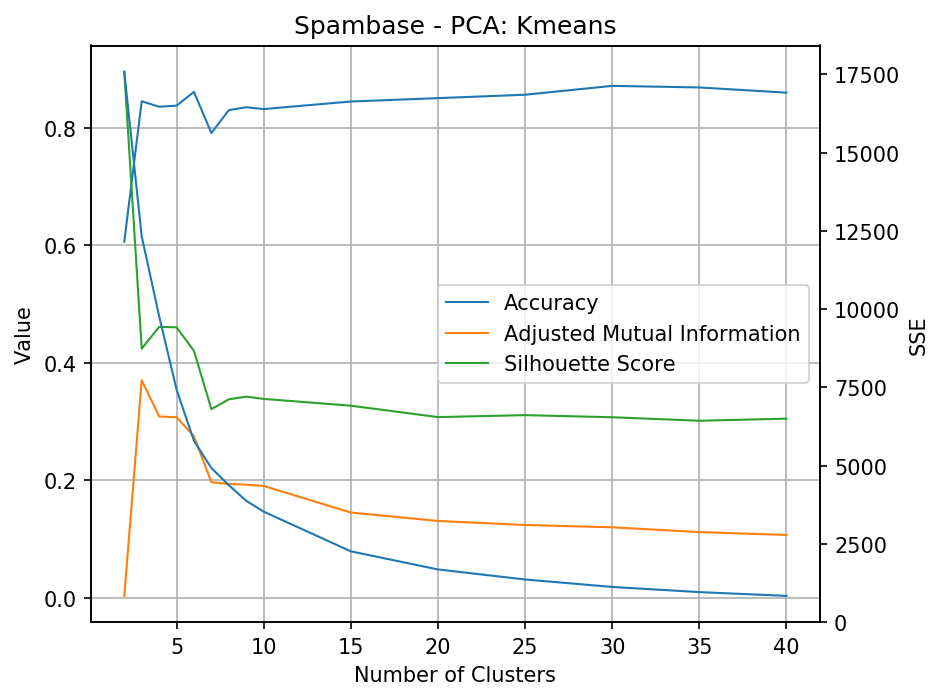 Spambase - PCA: Kmeans
Value
0.8
0.6
0.4
0.2
0.0
Accuracy
Adjusted Mutual Information
Silhouette Score
17500
15000
12500
10000
7500
5000
2500
0
SSE
5 10 15 20 25 30 35 40
Number of Clusters